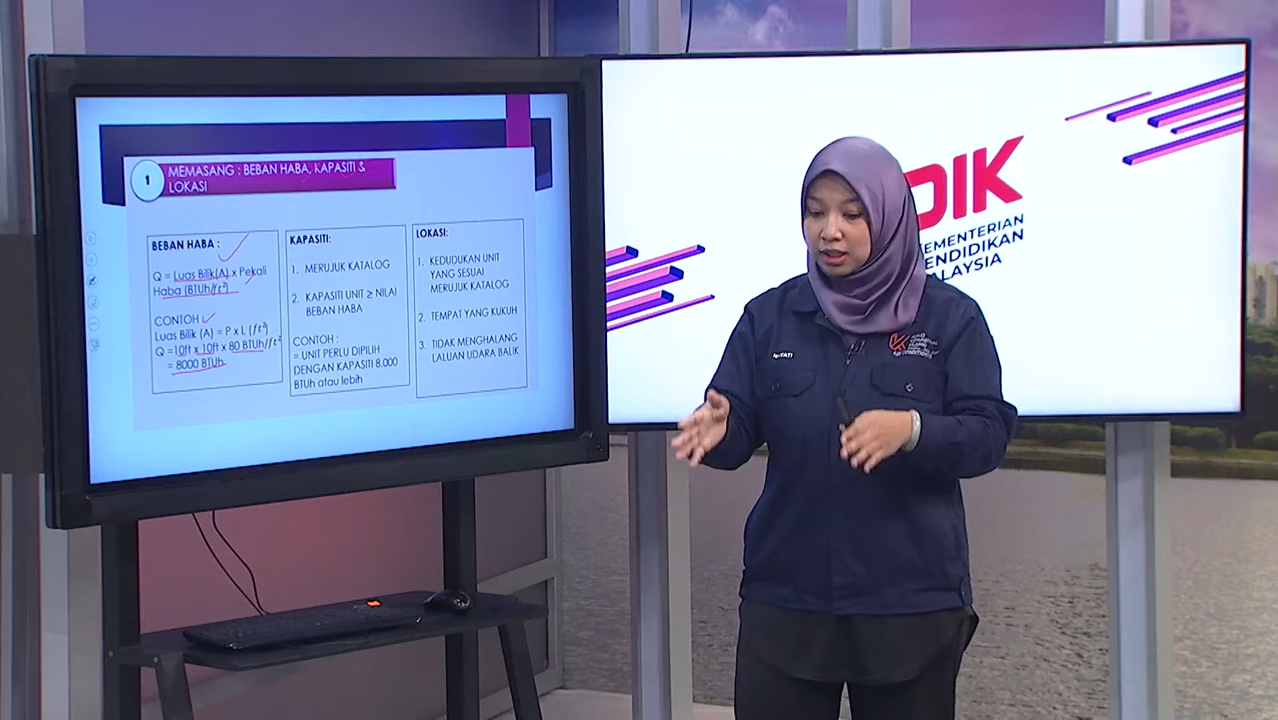 1
MEMASANG : BEBAN HABA, KAPASITI &
LOKASI
BEBAN HABA :
Q = Luas Bilik(A) x Pekali
Haba (BTUh/ft²)
CONTOH
Luas Bilik (A) = P x L (ft²)
Q = 10ft x 10ft x 80 BTUh/ft²
= 8000 BTUh
KAPASITI:
1. MERUJUK KATALOG
2. KAPASITI UNIT ≥ NILAI
BEBAN HABA
CONTOH :
= UNIT PERLU DIPILIH
DENGAN KAPASITI 8.000
BTUh atau lebih
LOKASI:
1. KEDUDUKAN UNIT
YANG SESUAI
MERUJUK KATALOG
2. TEMPAT YANG KUKUH
3. TIDAK MENGHALANG
LALUAN UDARA BALIK
DIK
EMENTERIAN
ENDIDIKAN
ALAYSIA